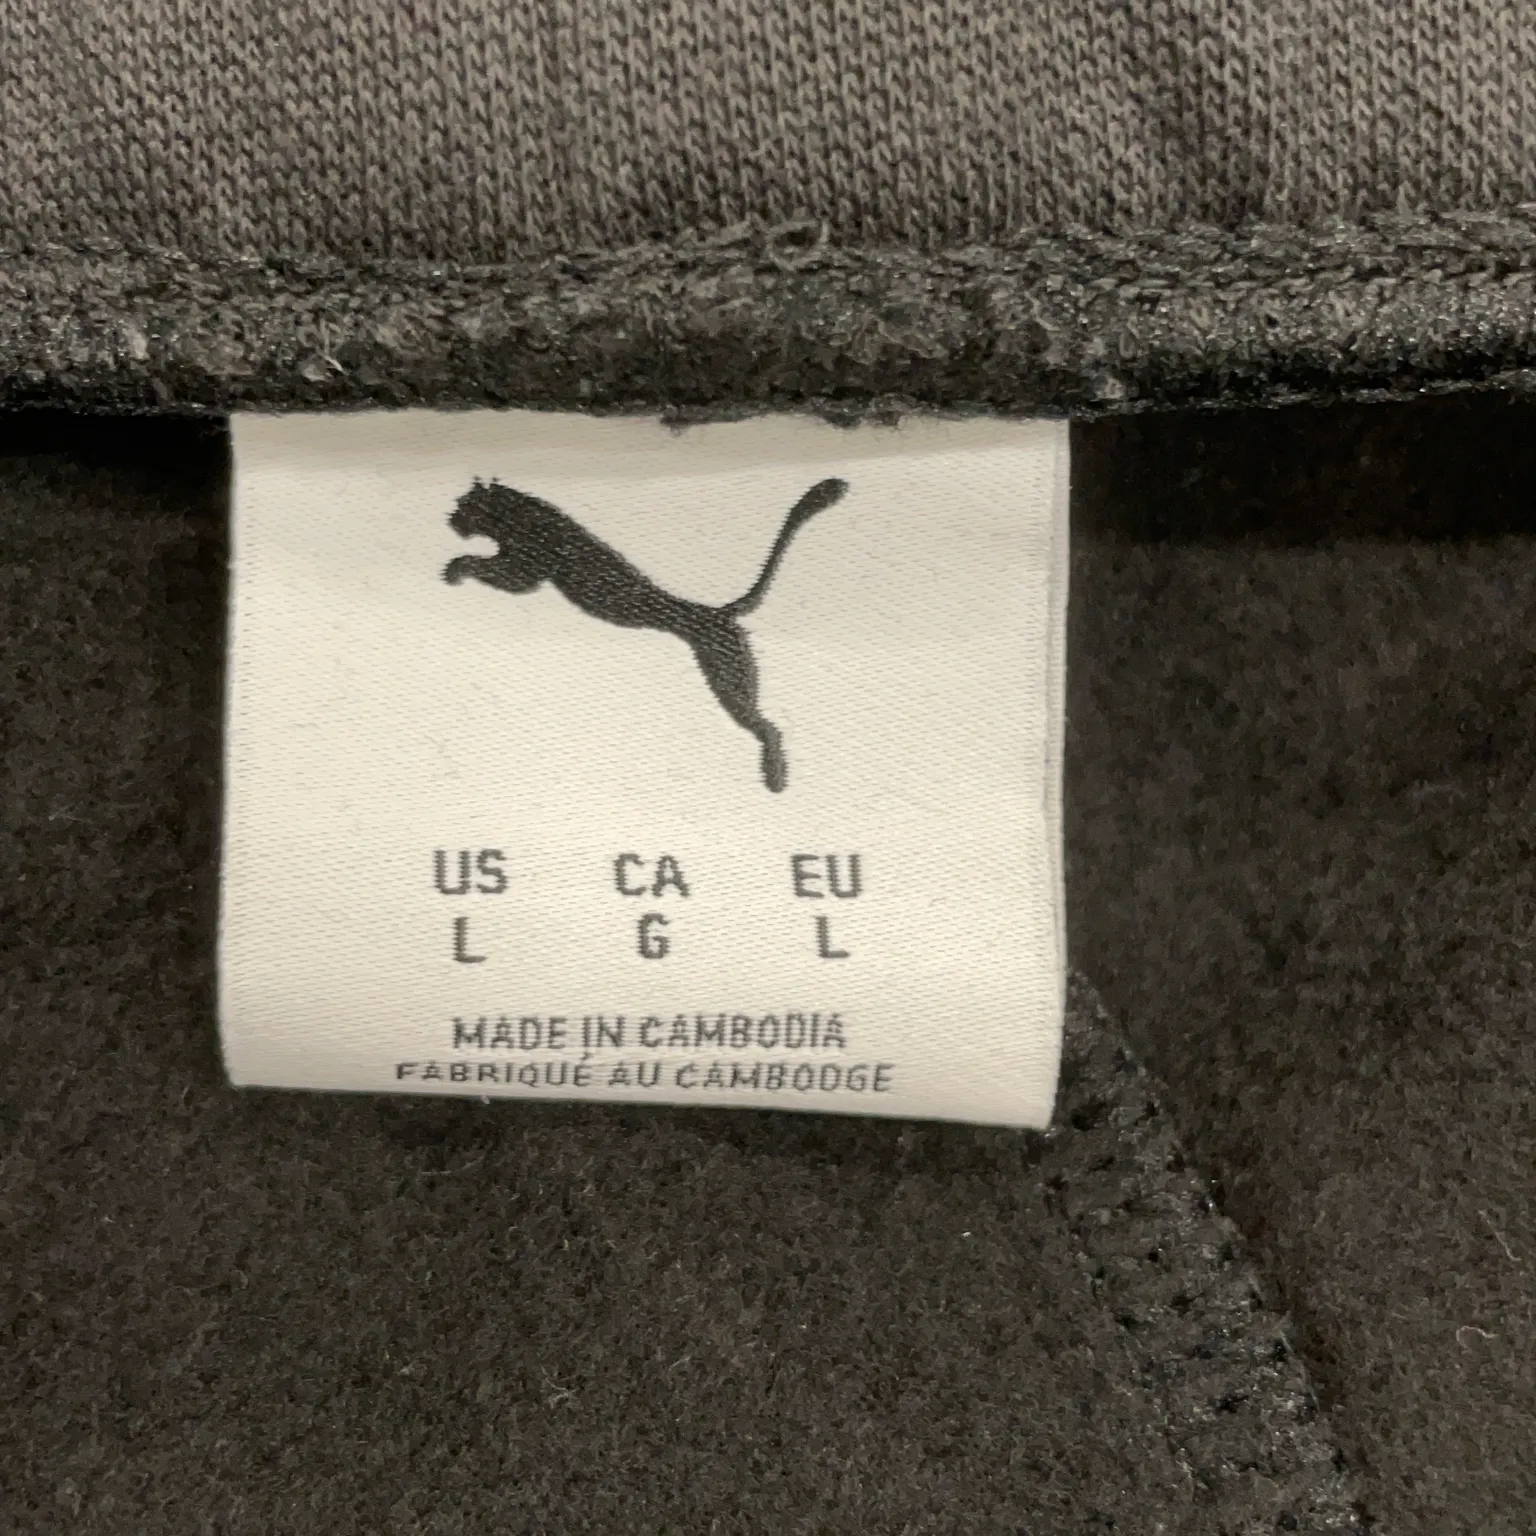 US CA EU
L G L
MADE IN CAMBODIA
FABRIQUÉ AU CAMBODGE